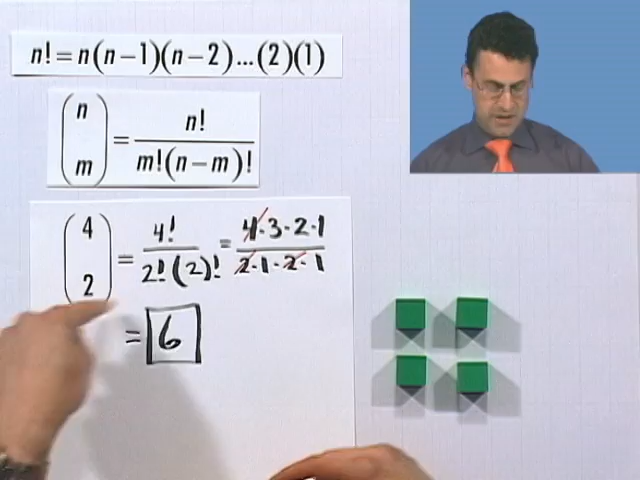 n! = n(n−1)(n−2)...(2)(1)
(n m) = n! / m!(n−m)!
(4 2) = 4! / 2!(2)! = 4·3·2·1 / 2·1·2·1
= 6